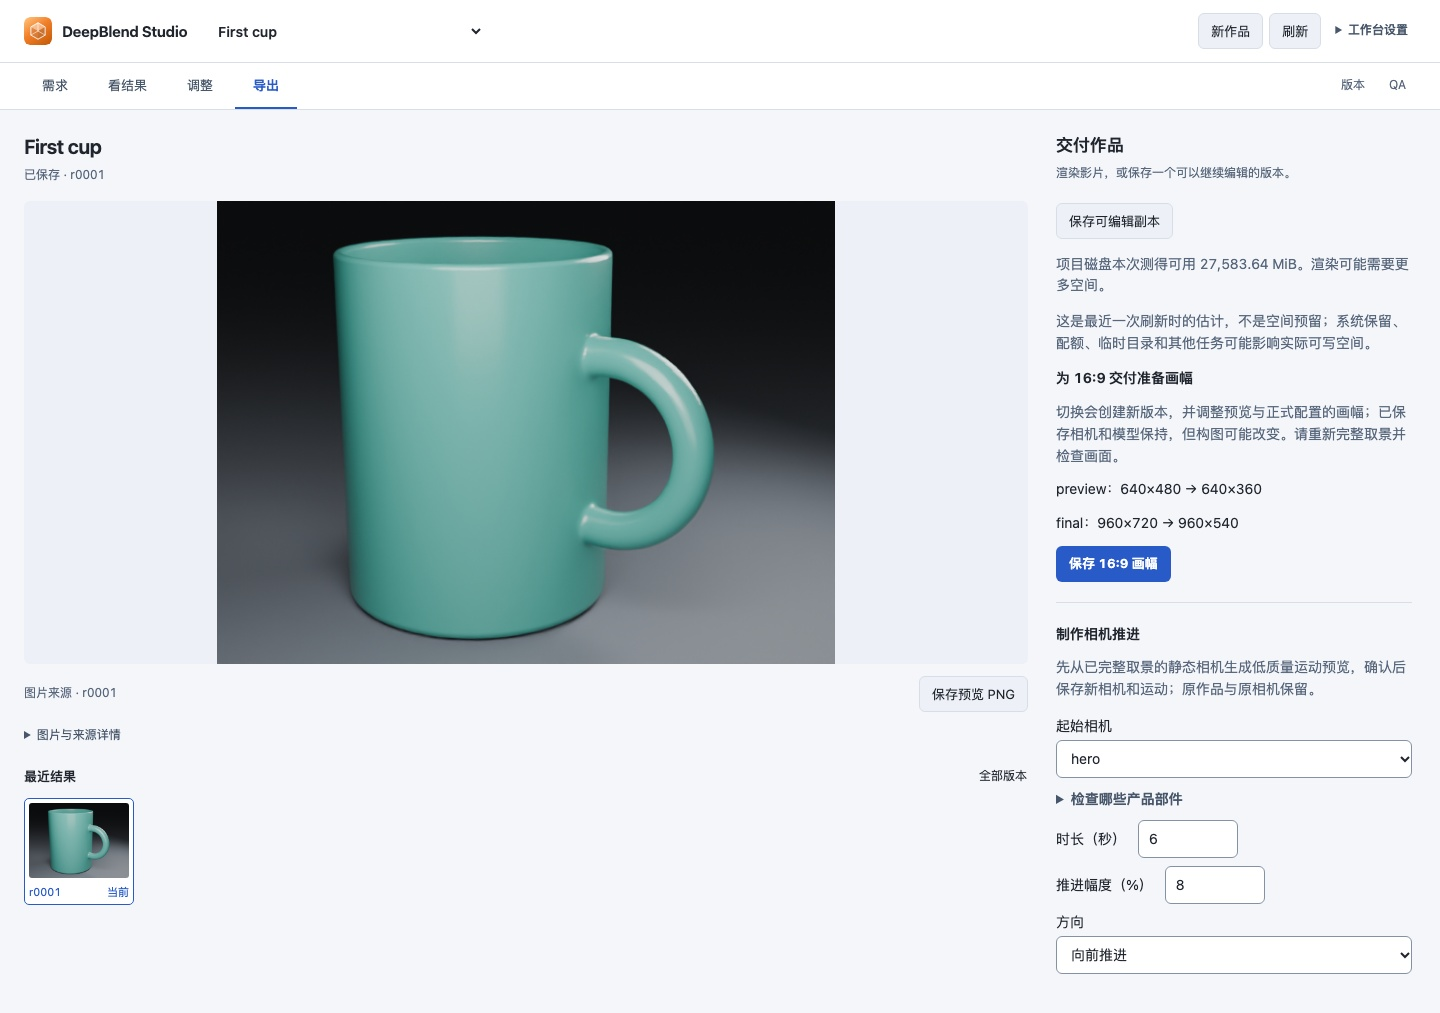 DeepBlend Studio
First cup
新作品
刷新
工作台设置
需求
看结果
调整
导出
版本
QA
First cup
已保存 · r0001
图片来源 · r0001
保存预览 PNG
图片与来源详情
最近结果
全部版本
r0001
当前
交付作品
渲染影片，或保存一个可以继续编辑的版本。
保存可编辑副本
项目磁盘本次测得可用 27,583.64 MiB。渲染可能需要更
多空间。
这是最近一次刷新时的估计，不是空间预留；系统保留、
配额、临时目录和其他任务可能影响实际可写空间。
为 16:9 交付准备画幅
切换会创建新版本，并调整预览与正式配置的画幅；已保
存相机和模型保持，但构图可能改变。请重新完整取景并
检查画面。
preview：640×480 → 640×360
final：960×720 → 960×540
保存 16:9 画幅
制作相机推进
先从已完整取景的静态相机生成低质量运动预览，确认后
保存新相机和运动；原作品与原相机保留。
起始相机
hero
检查哪些产品部件
时长（秒） 6
推进幅度（%） 8
方向
向前推进